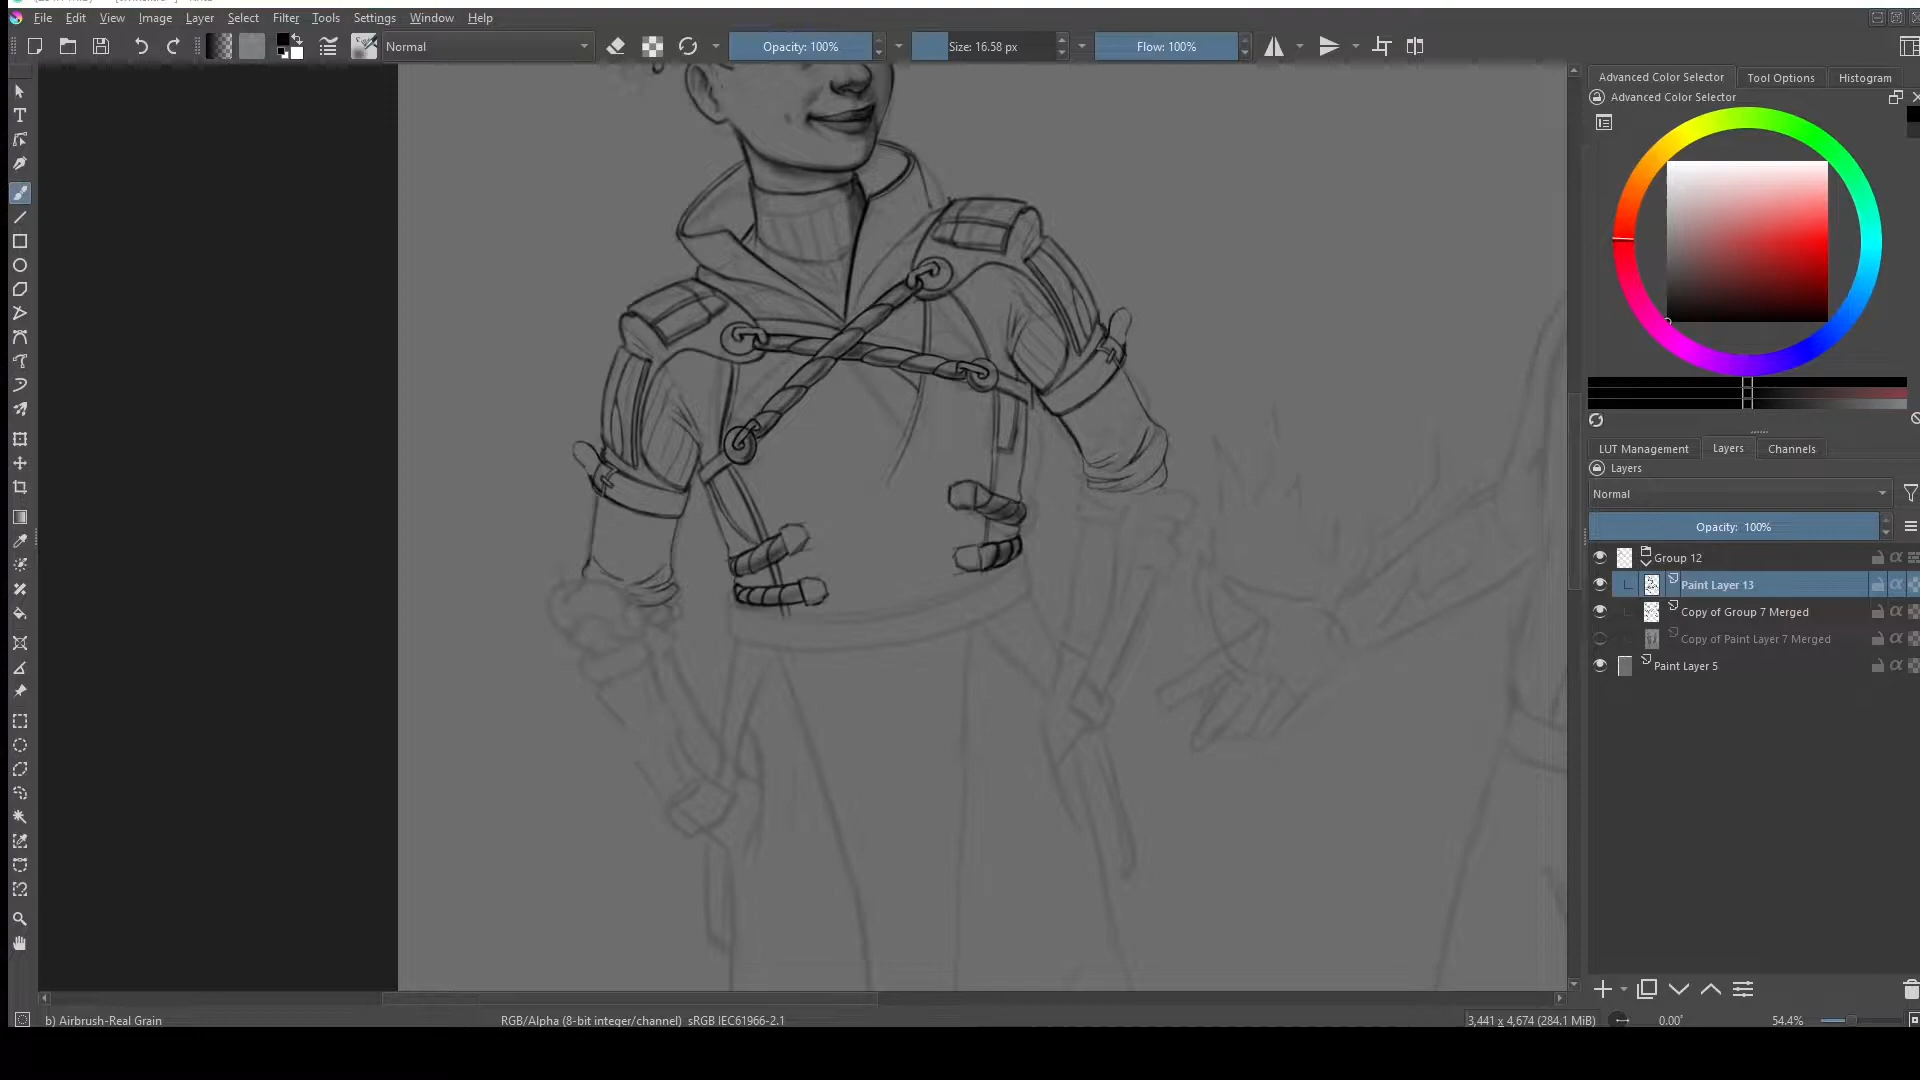 File Edit View Image Layer Select Filter Tools Settings Window Help
Normal
Opacity: 100%
Size: 16.58 px
Flow: 100%
Advanced Color Selector Tool Options Histogram
Advanced Color Selector
LUT Management Layers Channels
Layers
Normal
Opacity: 100%
Group 12
Paint Layer 13
Copy of Group 7 Merged
Copy of Paint Layer 7 Merged
Paint Layer 5
b) Airbrush-Real Grain
RGB/Alpha (8-bit integer/channel) sRGB IEC61966-2.1
3,441 x 4,674 (284.1 MiB)
0.00°
54.4%